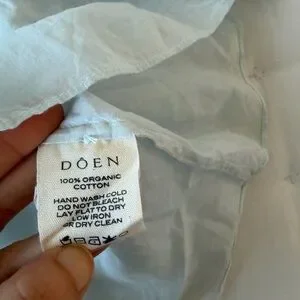 DÔEN
100% ORGANIC
COTTON
HAND WASH COLD
DO NOT BLEACH
LAY FLAT TO DRY
LOW IRON
OR DRY CLEAN